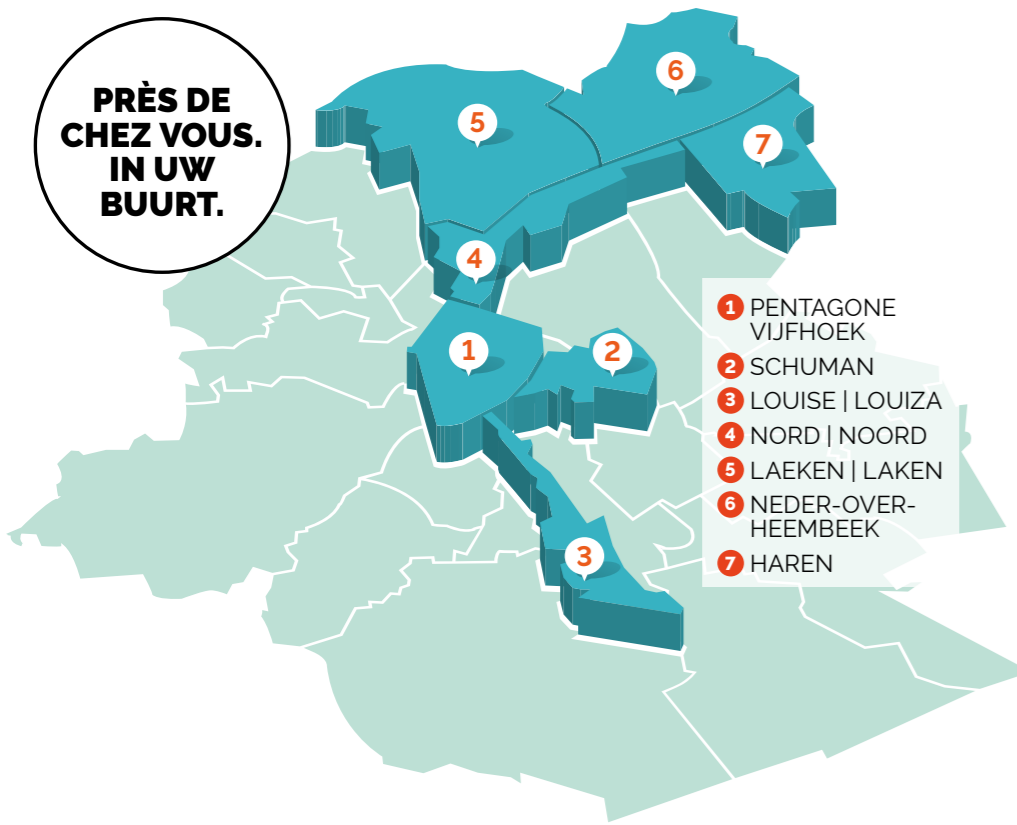 PRÈS DE
CHEZ VOUS.
IN UW
BUURT.
5
6
7
4
1
2
3
1 PENTAGONE
VIJFHOEK
2 SCHUMAN
3 LOUISE | LOUIZA
4 NORD | NOORD
5 LAEKEN | LAKEN
6 NEDER-OVER-
HEEMBEEK
7 HAREN